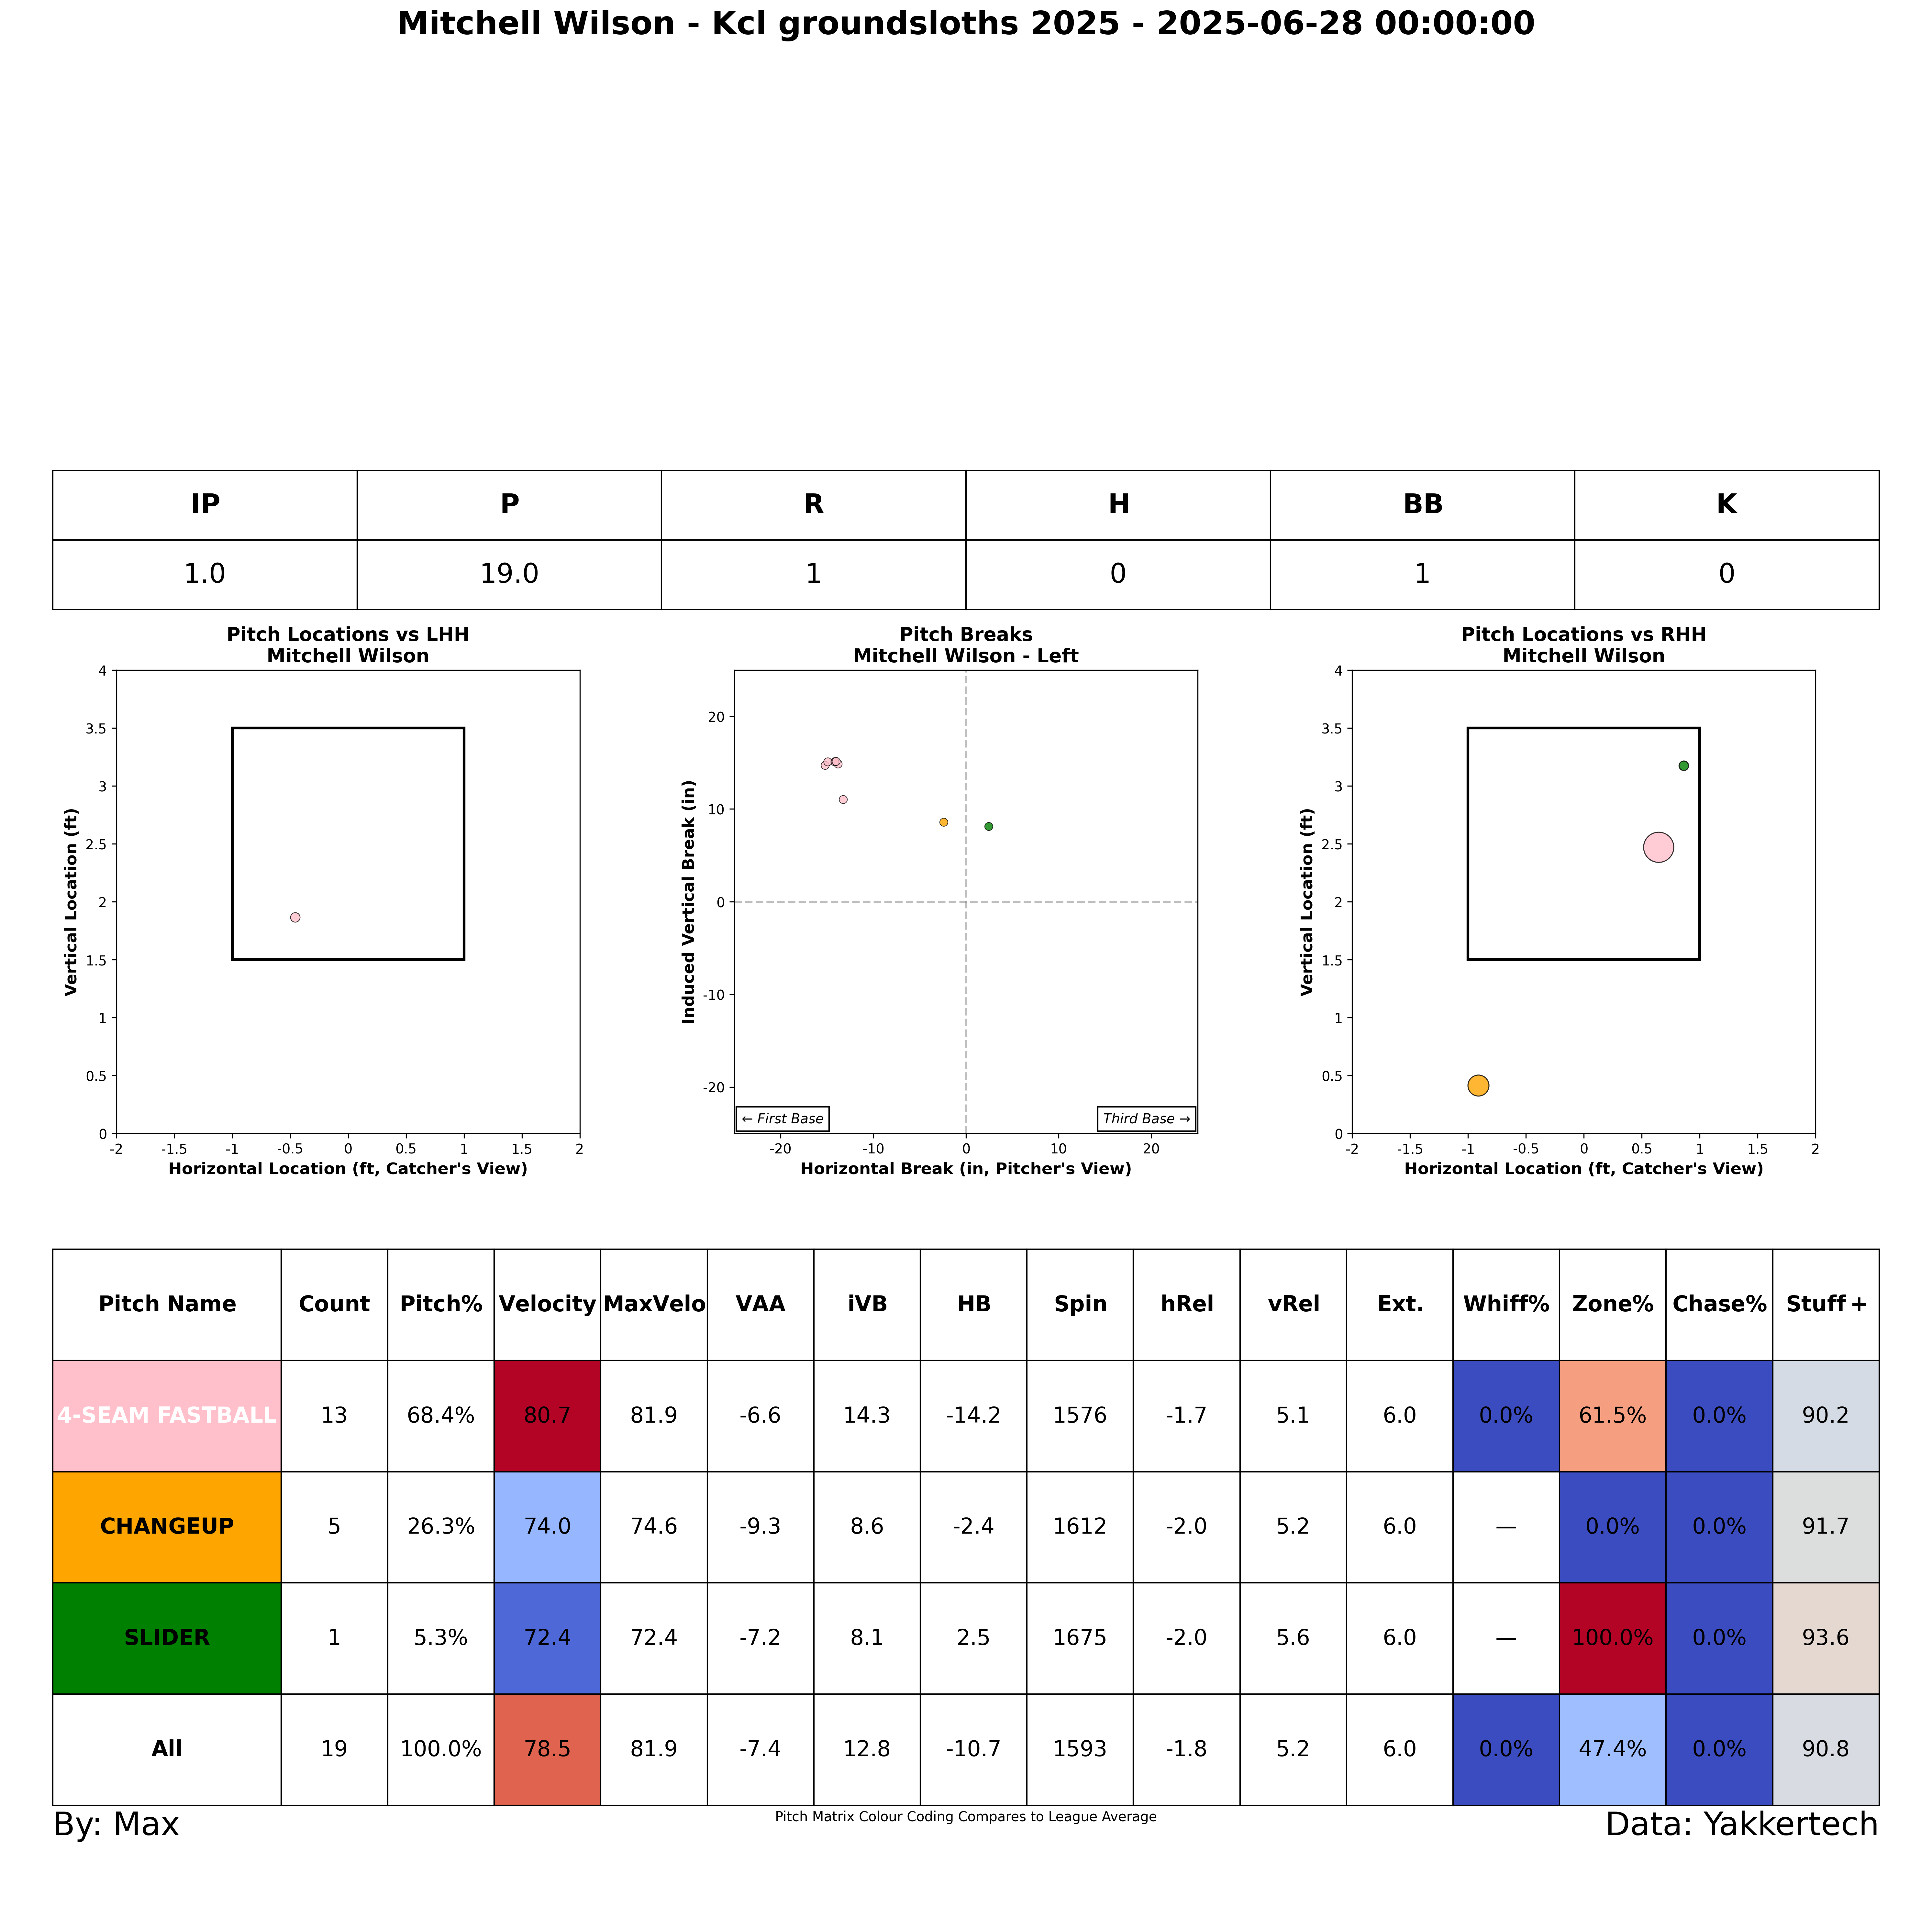 Mitchell Wilson - Kcl groundsloths 2025 - 2025-06-28 00:00:00
IP P R H BB K
1.0 19.0 1 0 1 0
Pitch Locations vs LHH
Mitchell Wilson
4
3.5
3
2.5
2
1.5
1
0.5
0
-2 -1.5 -1 -0.5 0 0.5 1 1.5 2
Vertical Location (ft)
Horizontal Location (ft, Catcher's View)
Pitch Breaks
Mitchell Wilson - Left
20
10
0
-10
-20
← First Base Third Base →
-20 -10 0 10 20
Induced Vertical Break (in)
Horizontal Break (in, Pitcher's View)
Pitch Locations vs RHH
Mitchell Wilson
4
3.5
3
2.5
2
1.5
1
0.5
0
-2 -1.5 -1 -0.5 0 0.5 1 1.5 2
Vertical Location (ft)
Horizontal Location (ft, Catcher's View)
Pitch Name Count Pitch% Velocity MaxVelo VAA iVB HB Spin hRel vRel Ext. Whiff% Zone% Chase% Stuff+
4-SEAM FASTBALL 13 68.4% 80.7 81.9 -6.6 14.3 -14.2 1576 -1.7 5.1 6.0 0.0% 61.5% 0.0% 90.2
CHANGEUP 5 26.3% 74.0 74.6 -9.3 8.6 -2.4 1612 -2.0 5.2 6.0 — 0.0% 0.0% 91.7
SLIDER 1 5.3% 72.4 72.4 -7.2 8.1 2.5 1675 -2.0 5.6 6.0 — 100.0% 0.0% 93.6
All 19 100.0% 78.5 81.9 -7.4 12.8 -10.7 1593 -1.8 5.2 6.0 0.0% 47.4% 0.0% 90.8
By: Max
Pitch Matrix Colour Coding Compares to League Average
Data: Yakkertech